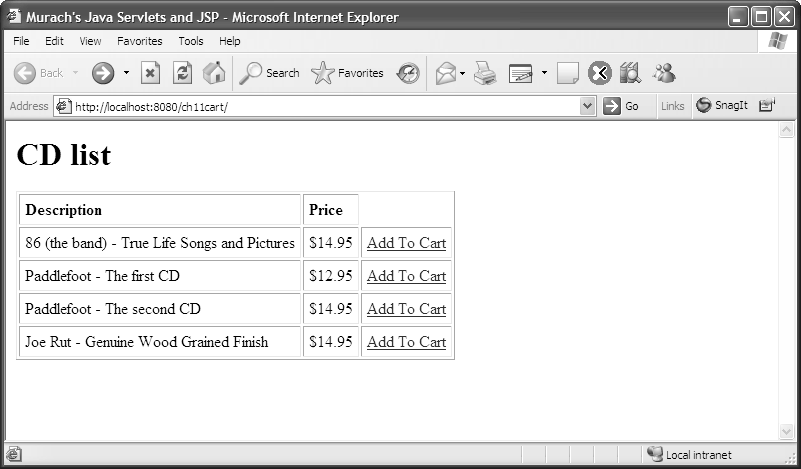 Murach's Java Servlets and JSP - Microsoft Internet Explorer
File Edit View Favorites Tools Help
Back Search Favorites
Address http://localhost:8080/ch11cart/ Go Links SnagIt
CD list
Description Price
86 (the band) - True Life Songs and Pictures $14.95 Add To Cart
Paddlefoot - The first CD $12.95 Add To Cart
Paddlefoot - The second CD $14.95 Add To Cart
Joe Rut - Genuine Wood Grained Finish $14.95 Add To Cart
Local intranet